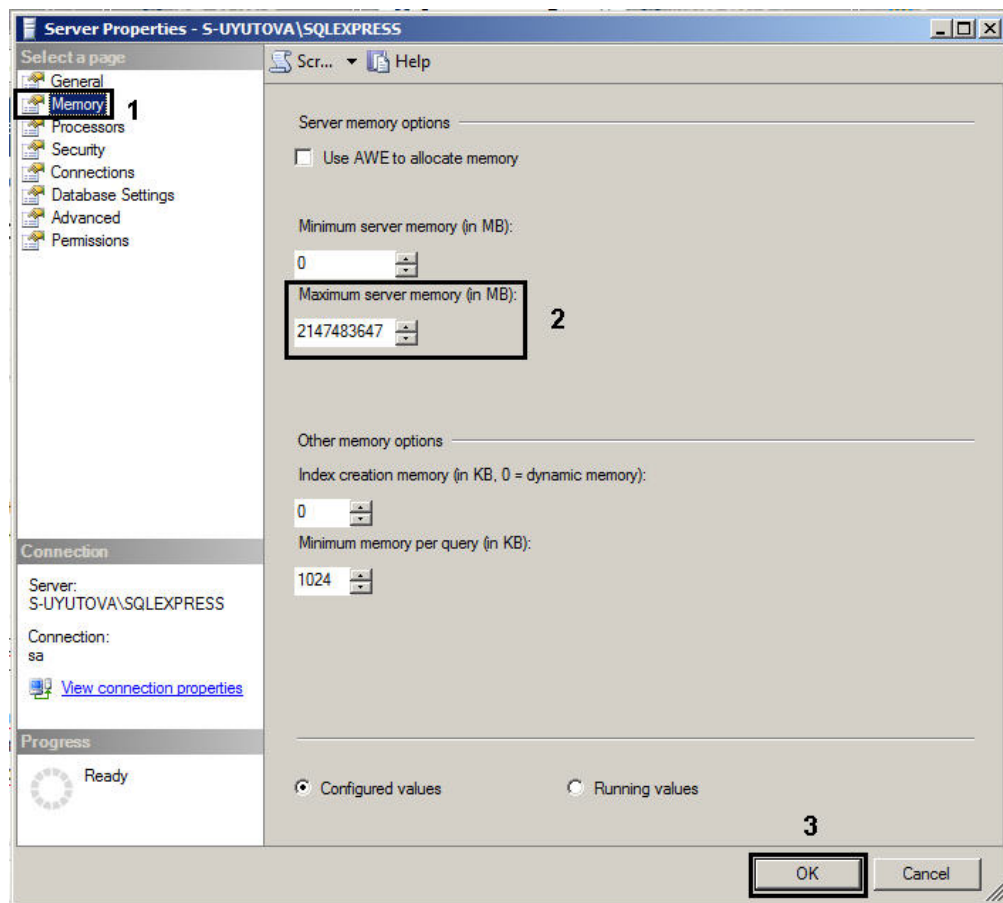 Server Properties - S-UYUTOVA\SQLEXPRESS
Select a page
General
Memory
1
Processors
Security
Connections
Database Settings
Advanced
Permissions
Scr... Help
Server memory options
Use AWE to allocate memory
Minimum server memory (in MB):
0
Maximum server memory (in MB):
2147483647
2
Other memory options
Index creation memory (in KB, 0 = dynamic memory):
0
Minimum memory per query (in KB):
1024
Connection
Server:
S-UYUTOVA\SQLEXPRESS
Connection:
sa
View connection properties
Progress
Ready
Configured values Running values
3
OK Cancel